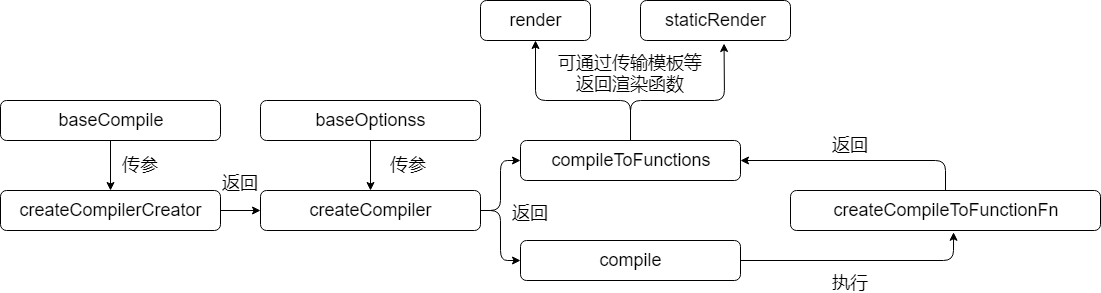 render
staticRender
可通过传输模板等
返回渲染函数
baseCompile
baseOptionss
传参
传参
compileToFunctions
返回
返回
createCompilerCreator
createCompiler
返回
createCompileToFunctionFn
compile
执行